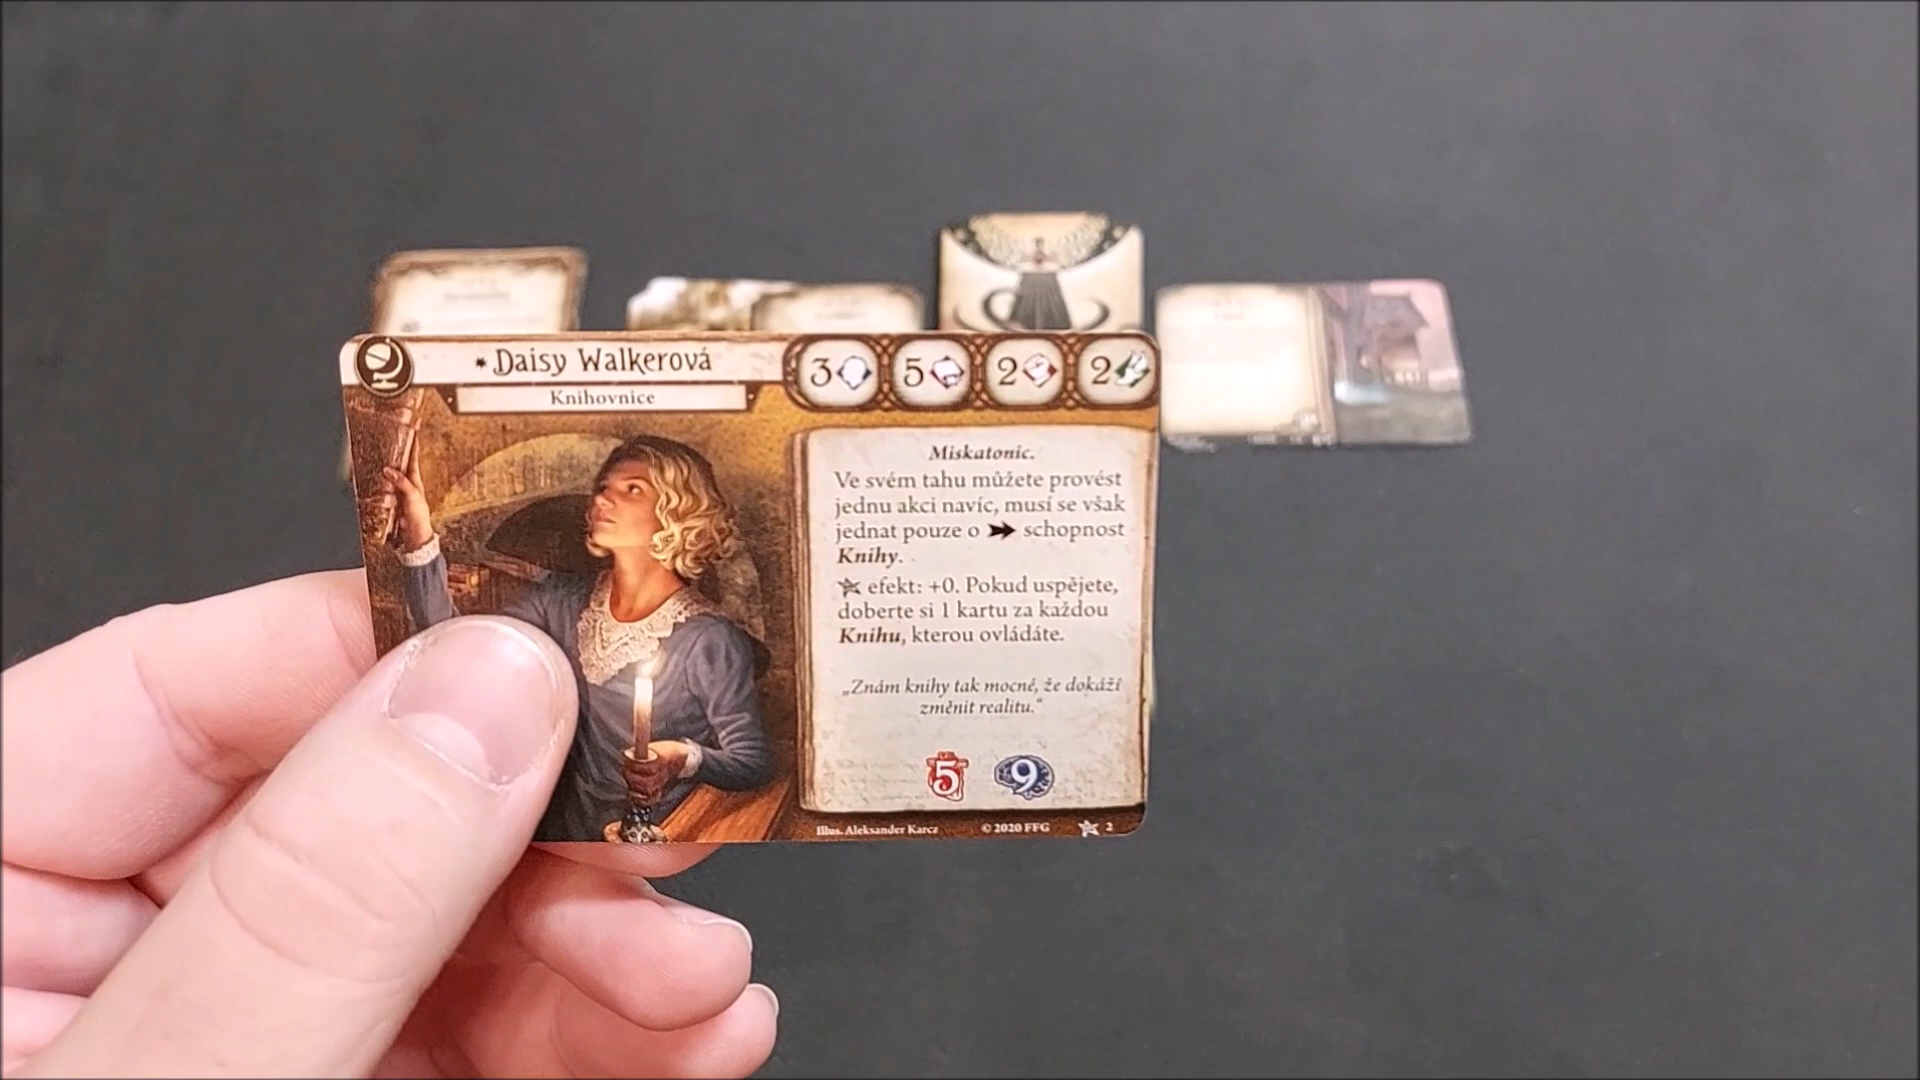 Daisy Walkerová
Knihovnice
3 5 2 2
Miskatonic.
Ve svém tahu můžete provést
jednu akci navíc, musí se však
jednat pouze o schopnost
Knihy.
efekt: +0. Pokud uspějete,
doberte si 1 kartu za každou
Knihu, kterou ovládáte.
„Znám knihy tak mocné, že dokáží
změnit realitu.“
5 9
Illus. Aleksander Karcz © 2020 FFG 2